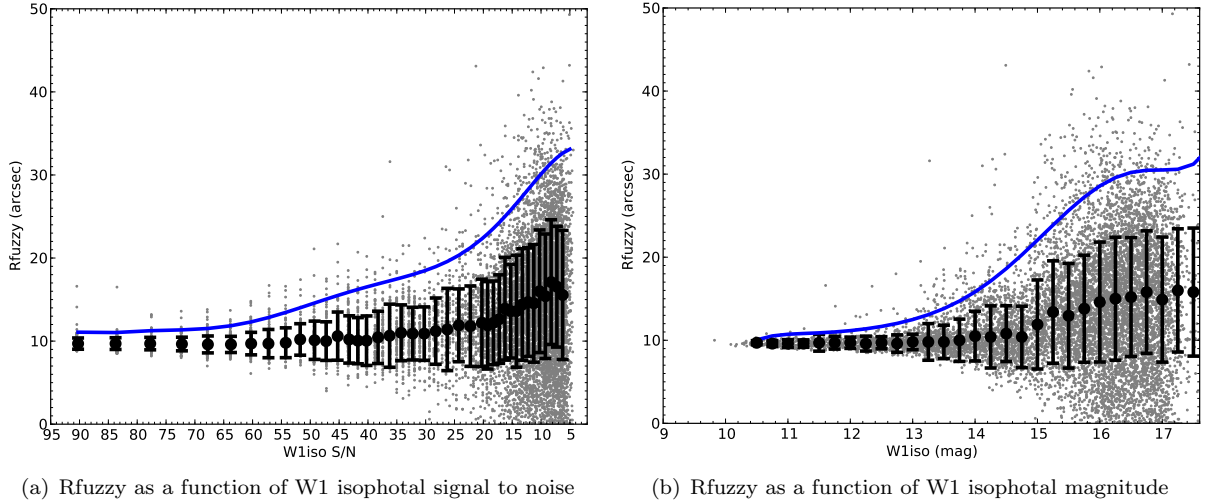 50
40
30
20
10
0
Rfuzzy (arcsec)
95 90 85 80 75 70 65 60 55 50 45 40 35 30 25 20 15 10 5
W1iso S/N
(a) Rfuzzy as a function of W1 isophotal signal to noise
50
40
30
20
10
0
Rfuzzy (arcsec)
9 10 11 12 13 14 15 16 17
W1iso (mag)
(b) Rfuzzy as a function of W1 isophotal magnitude